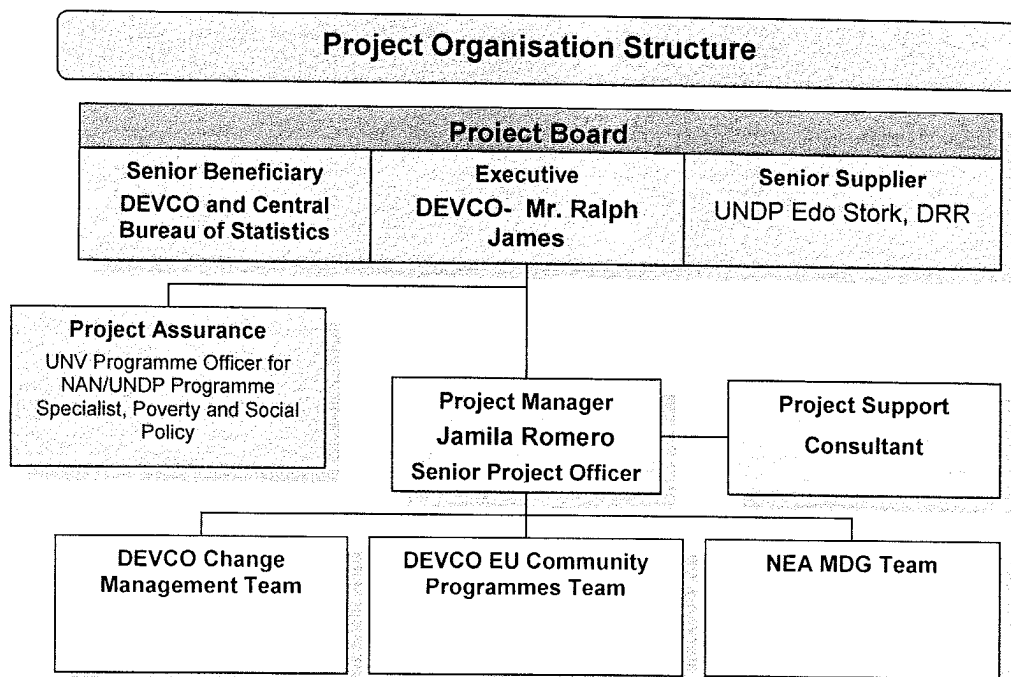 Project Organisation Structure
Project Board
Senior Beneficiary
DEVCO and Central
Bureau of Statistics
Executive
DEVCO- Mr. Ralph
James
Senior Supplier
UNDP Edo Stork, DRR
Project Assurance
UNV Programme Officer for
NAN/UNDP Programme
Specialist, Poverty and Social
Policy
Project Manager
Jamila Romero
Senior Project Officer
Project Support
Consultant
DEVCO Change
Management Team
DEVCO EU Community
Programmes Team
NEA MDG Team